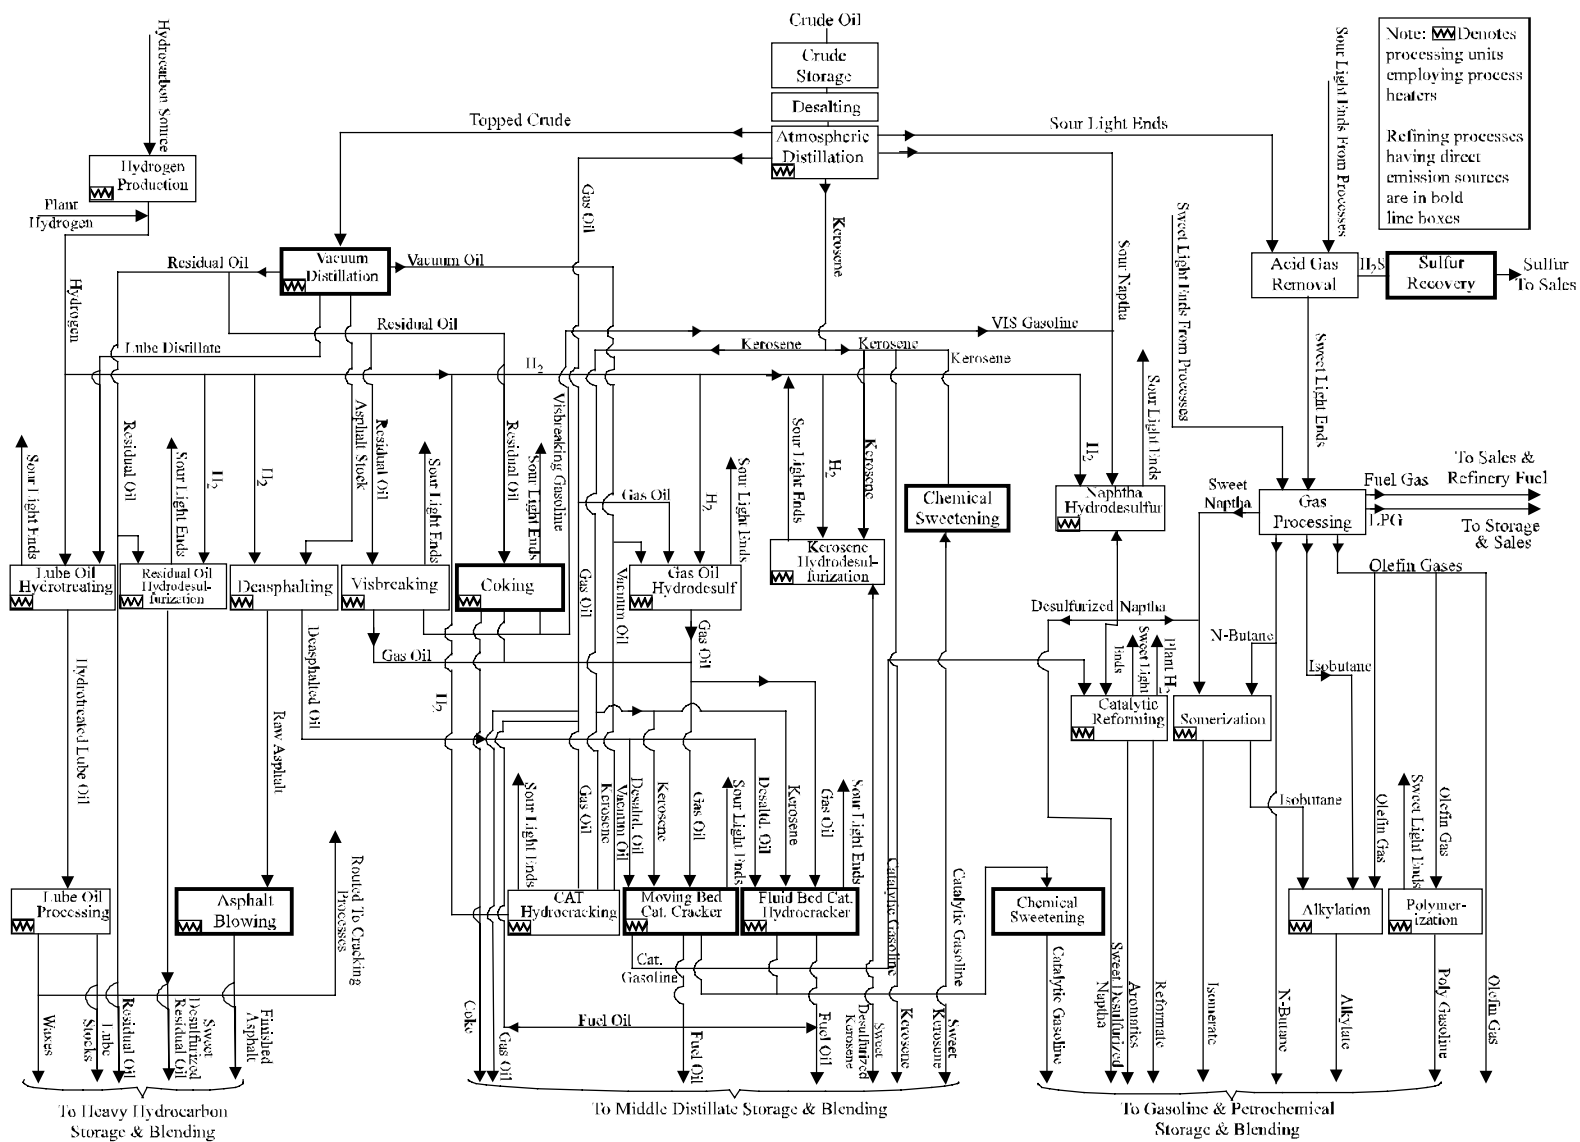 Crude Oil
Crude
Storage
Desalting
Atmospheric
Distillation
Topped Crude
Sour Light Ends
Note: Denotes
processing units
employing process
heaters
Refining processes
having direct
emission sources
are in bold
line boxes
Hydrocarbon Source
Hydrogen
Production
Plant
Hydrogen
Hydrogen
Gas Oil
Kerosene
Sour Naptha
Sweet Light Ends From Processes
Sour Light Ends From Processes
Residual Oil
Vacuum
Distillation
Vacuum Oil
Acid Gas
Removal
H2S
Sulfur
Recovery
Sulfur
To Sales
Residual Oil
VIS Gasoline
Lube Distillate
Kerosene
Kerosene
Kerosene
H2
Sweet Light Ends
Sour Light Ends
Sour Light Ends
Residual Oil
Sour Light Ends
H2
H2
Asphalt Stock
Residual Oil
Sour Light Ends
Residual Oil
Sour Light Ends
Visbreaking Gasoline
Gas Oil
H2
Sour Light Ends
Sour Light Ends
H2
Kerosene
H2
Chemical
Sweetening
Naphtha
Hydrodesulfur
Sweet
Naptha
Gas
Processing
Fuel Gas
LPG
To Sales &
Refinery Fuel
To Storage
& Sales
Lube Oil
Hydrotreating
Residual Oil
Hydrodesul-
furization
Deasphalting
Visbreaking
Coking
Gas Oil
Vacuum Oil
Gas Oil
Hydrodesulf
Kerosene
Hydrodesul-
furization
Olefin Gases
Desulfurized Naptha
N-Butane
Isobutane
Gas Oil
Gas Oil
Hydrotreated Lube Oil
Raw Asphalt
Deasphalted Oil
H2
Sweet Light
Ends
Plant H2
Catalytic
Reforming
Somerization
Isobutane
Sour Light Ends
Gas Oil
Kerosene
Vacuum Oil
Desaltd. Oil
Kerosene
Gas Oil
Sour Light Ends
Desaltd. Oil
Kerosene
Gas Oil
Sour Light Ends
Catalytic Gasoline
Catalytic Gasoline
Olefin Gas
Sweet Light Ends
Olefin Gas
Lube Oil
Processing
Asphalt
Blowing
Routed To Cracking
Processes
CAT
Hydrocracking
Moving Bed
Cat. Cracker
Fluid Bed Cat.
Hydrocracker
Chemical
Sweetening
Alkylation
Polymer-
ization
Cat.
Gasoline
Fuel Oil
Waxes
Lube
Stocks
Residual Oil
Sweet
Desulfurized
Residual Oil
Finished
Asphalt
Coke
Gas Oil
Fuel Oil
Fuel Oil
Sweet
Desulfurized
Kerosene
Kerosene
Sweet
Kerosene
Catalytic Gasoline
Sweet Desulfurized
Naptha
Aromatics
Reformate
Isomerate
N-Butane
Alkylate
Poly Gasoline
Olefin Gas
To Heavy Hydrocarbon
Storage & Blending
To Middle Distillate Storage & Blending
To Gasoline & Petrochemical
Storage & Blending